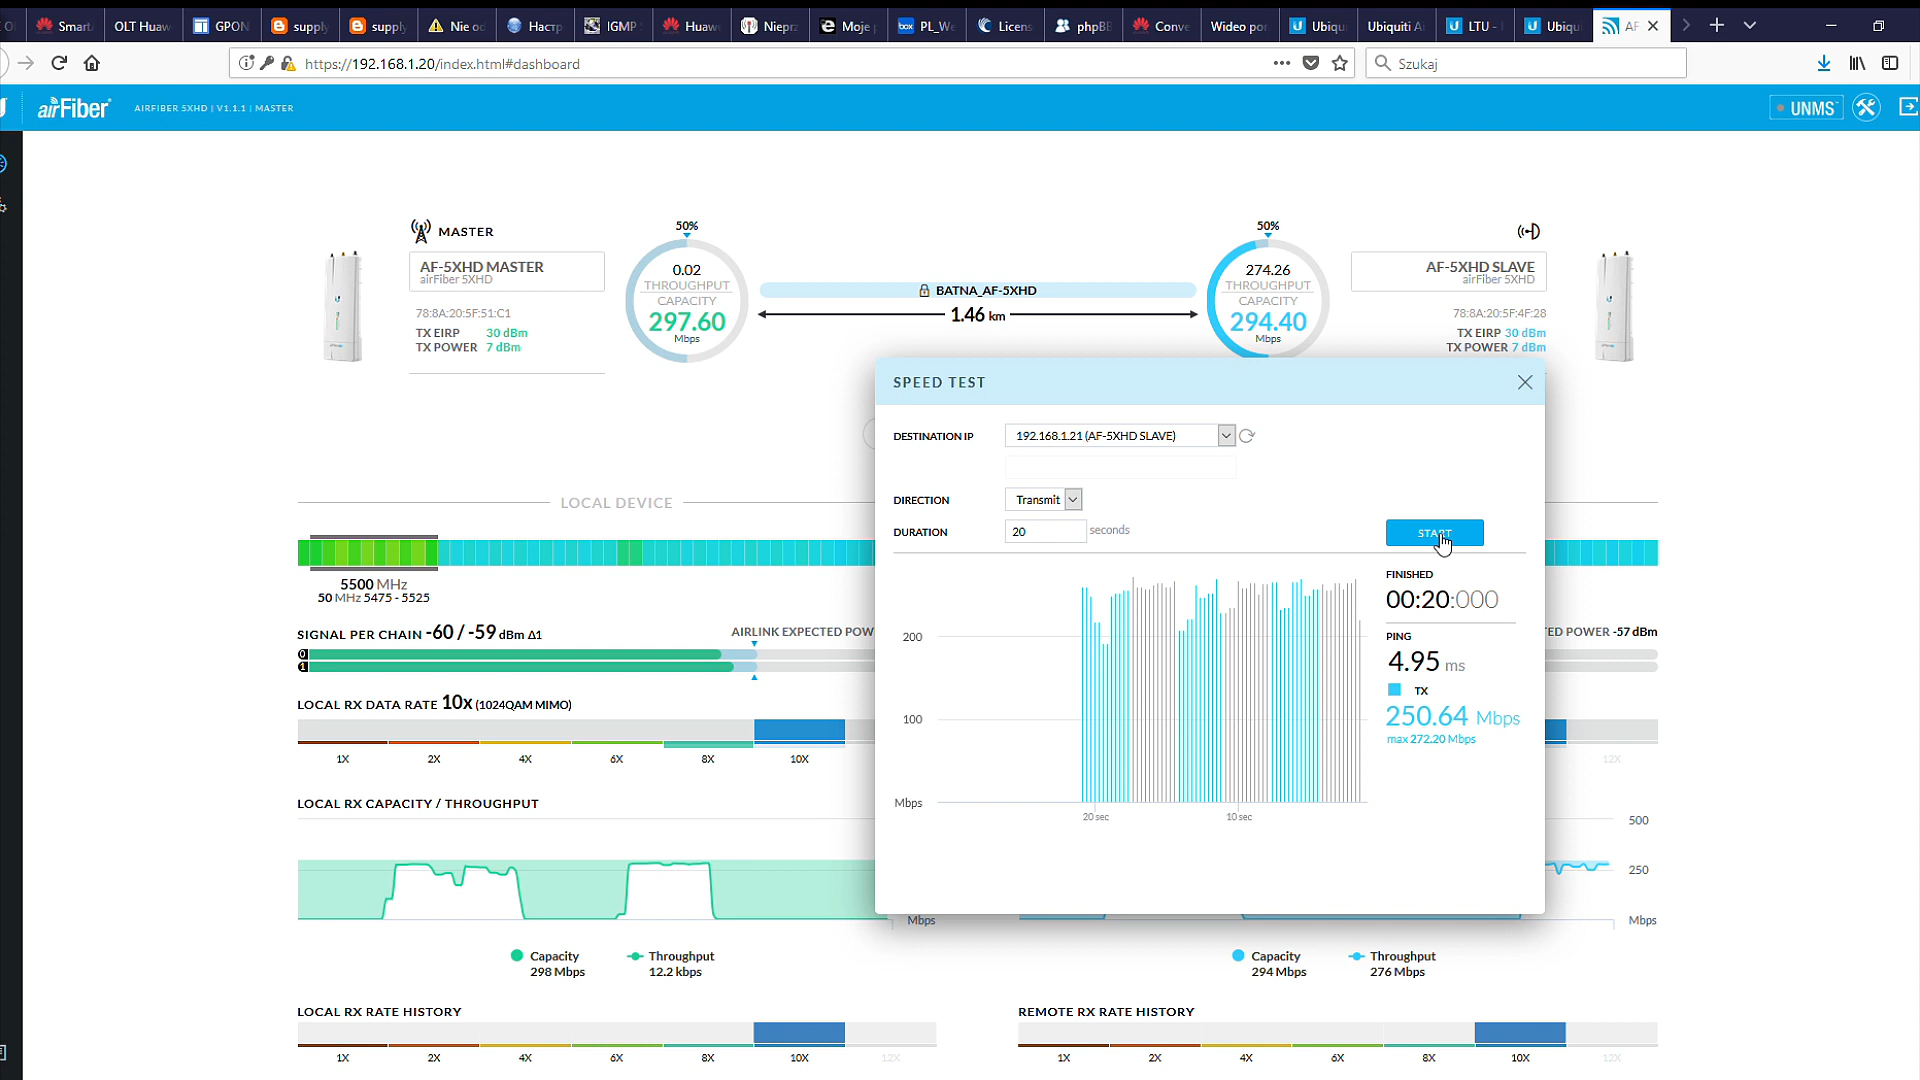 Smart
OLT Huaw
GPON
supply
supply
Nie od
Настр
IGMP
Huawe
Niepra
Moje
PL_We
Licens
phpBB
Conve
Wideo por
Ubiqu
Ubiquiti Ai
LTU -
Ubiqu
AF
https://192.168.1.20/index.html#dashboard
Szukaj
airFiber
AIRFIBER 5XHD | V1.1.1 | MASTER
UNMS
MASTER
AF-5XHD MASTER
airFiber 5XHD
78:8A:20:5F:51:C1
TX EIRP 30 dBm
TX POWER 7 dBm
50%
0.02
THROUGHPUT
CAPACITY
297.60
Mbps
BATNA_AF-5XHD
1.46 km
50%
274.26
THROUGHPUT
CAPACITY
294.40
Mbps
AF-5XHD SLAVE
airFiber 5XHD
78:8A:20:5F:4F:28
TX EIRP 30 dBm
TX POWER 7 dBm
SPEED TEST
DESTINATION IP 192.168.1.21 (AF-5XHD SLAVE)
DIRECTION Transmit
DURATION 20 seconds
START
FINISHED
00:20:000
PING
4.95 ms
TX
250.64 Mbps
max 272.20 Mbps
200
100
Mbps
20 sec 10 sec
LOCAL DEVICE
5500 MHz
50 MHz 5475 - 5525
SIGNAL PER CHAIN -60 / -59 dBm Δ1
AIRLINK EXPECTED POW
0
1
LOCAL RX DATA RATE 10x (1024QAM MIMO)
1X 2X 4X 6X 8X 10X
LOCAL RX CAPACITY / THROUGHPUT
Mbps
Capacity
298 Mbps
Throughput
12.2 kbps
LOCAL RX RATE HISTORY
1X 2X 4X 6X 8X 10X 12X
ED POWER -57 dBm
12X
500
250
Mbps
Capacity
294 Mbps
Throughput
276 Mbps
REMOTE RX RATE HISTORY
1X 2X 4X 6X 8X 10X 12X